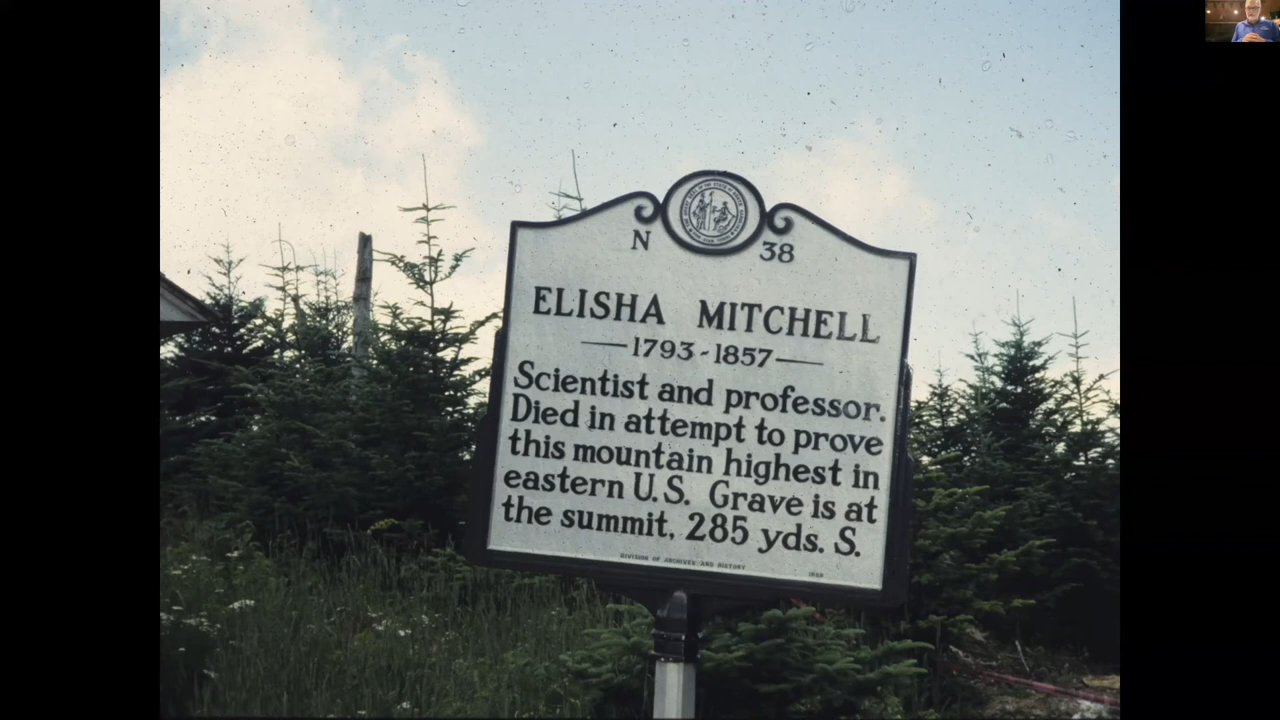 N 38
ELISHA MITCHELL
1793-1857
Scientist and professor.
Died in attempt to prove
this mountain highest in
eastern U.S. Grave is at
the summit, 285 yds. S.
DIVISION OF ARCHIVES AND HISTORY